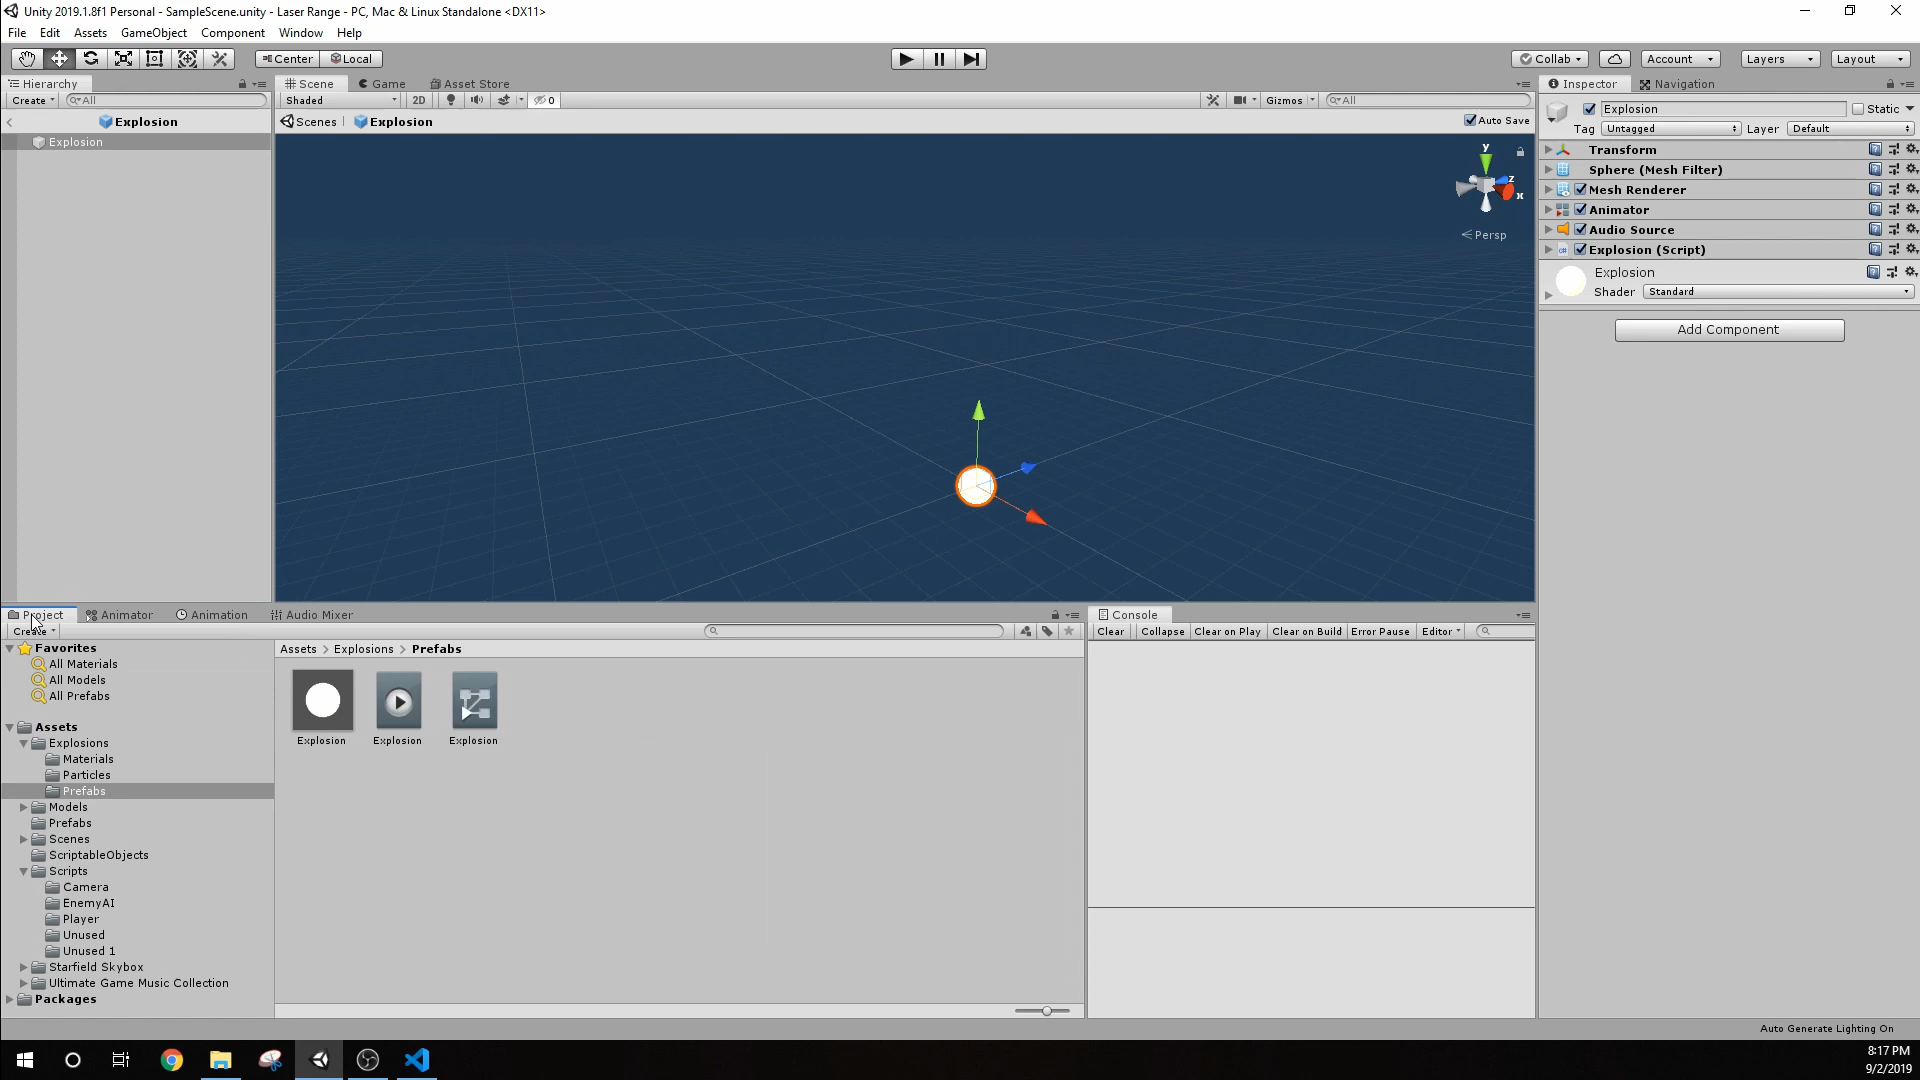 Unity 2019.1.8f1 Personal - SampleScene.unity - Laser Range - PC, Mac & Linux Standalone <DX11>
File Edit Assets GameObject Component Window Help
Center Local
Collab Account Layers Layout
Hierarchy
Create All
Explosion
Explosion
Scene Game Asset Store
Shaded 2D 0 Gizmos All
Scenes Explosion Auto Save
y
z
x
Persp
Inspector Navigation
Explosion Static
Tag Untagged Layer Default
Transform
Sphere (Mesh Filter)
Mesh Renderer
Animator
Audio Source
Explosion (Script)
Explosion
Shader Standard
Add Component
Project Animator Animation Audio Mixer
Create
Favorites
All Materials
All Models
All Prefabs
Assets
Explosions
Materials
Particles
Prefabs
Models
Prefabs
Scenes
ScriptableObjects
Scripts
Camera
EnemyAI
Player
Unused
Unused 1
Starfield Skybox
Ultimate Game Music Collection
Packages
Assets > Explosions > Prefabs
Explosion Explosion Explosion
Console
Clear Collapse Clear on Play Clear on Build Error Pause Editor
Auto Generate Lighting On
8:17 PM
9/2/2019